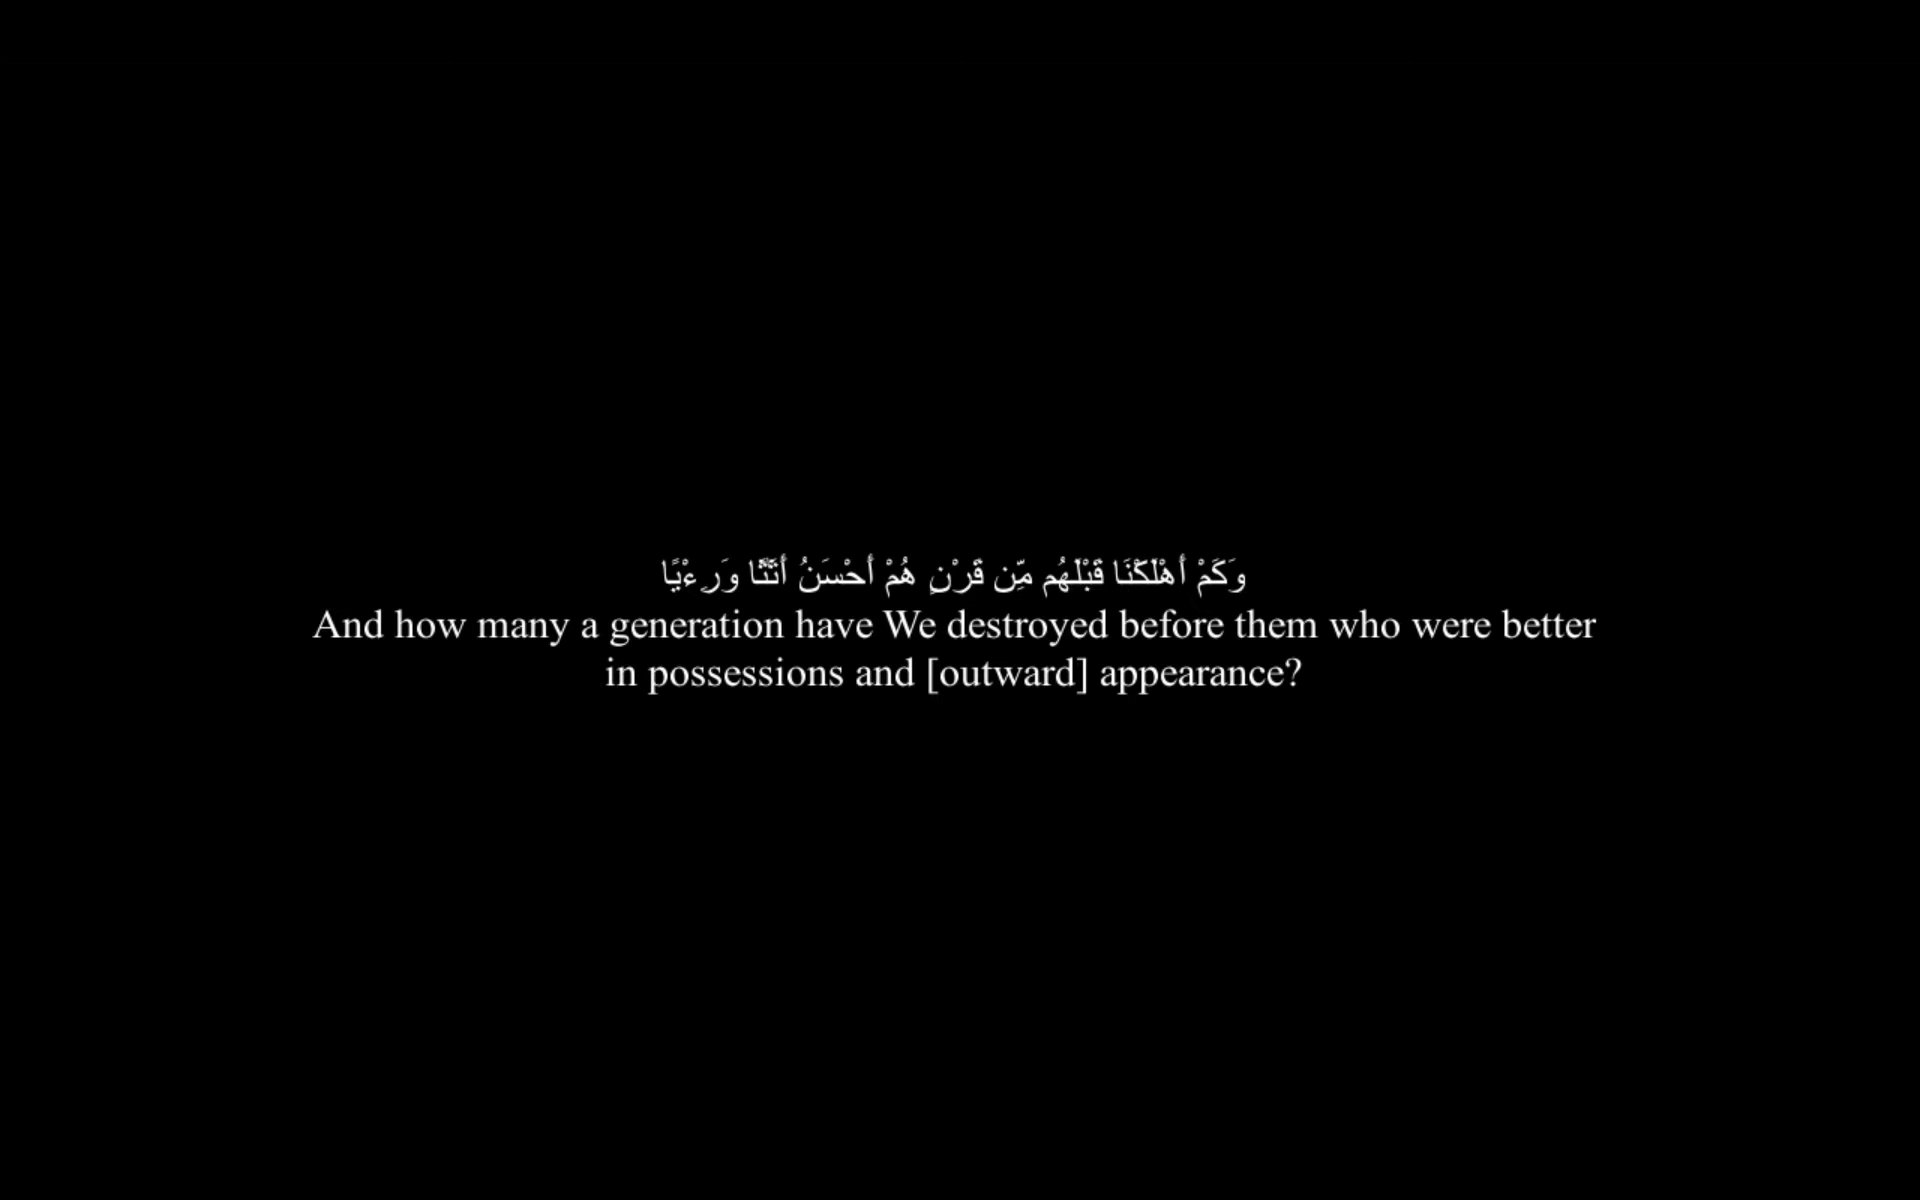 وَكَمْ أَهْلَكْنَا قَبْلَهُم مِّن قَرْنٍ هُمْ أَحْسَنُ أَثَـٰثًا وَرِءْيًا
And how many a generation have We destroyed before them who were better
in possessions and [outward] appearance?